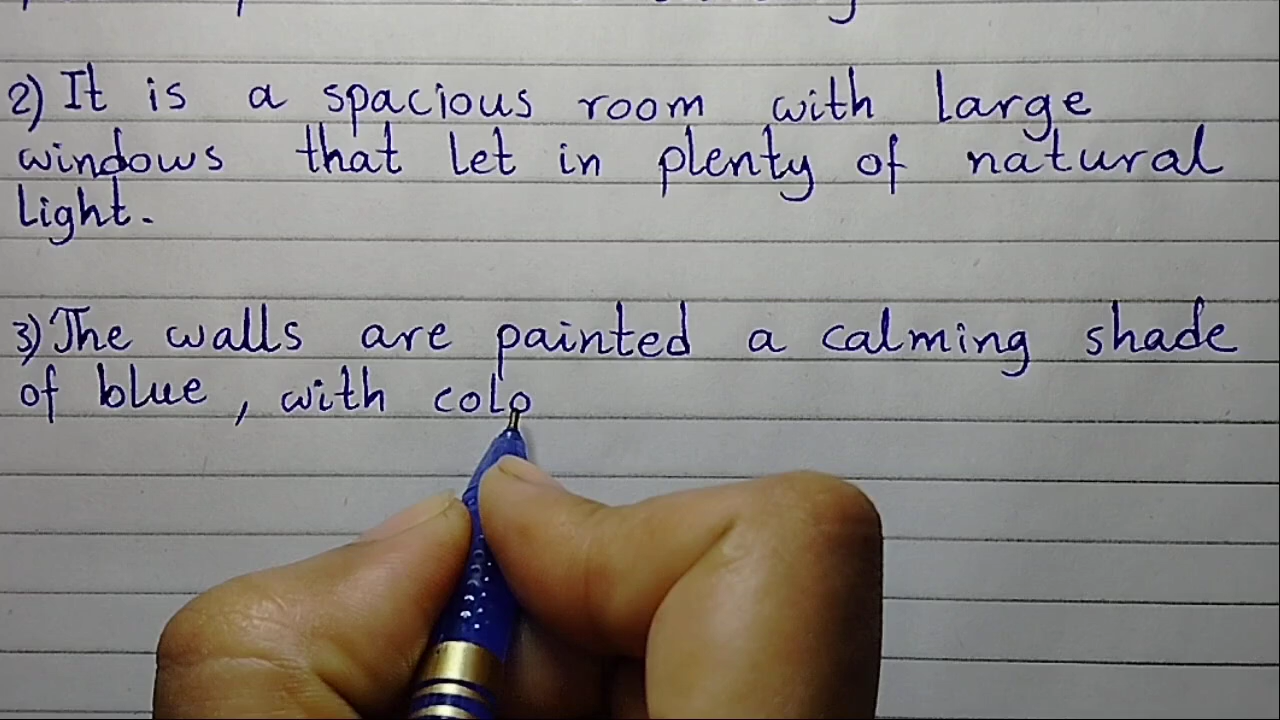 2) It is a spacious room with large
windows that let in plenty of natural
light.
3) The walls are painted a calming shade
of blue, with colo